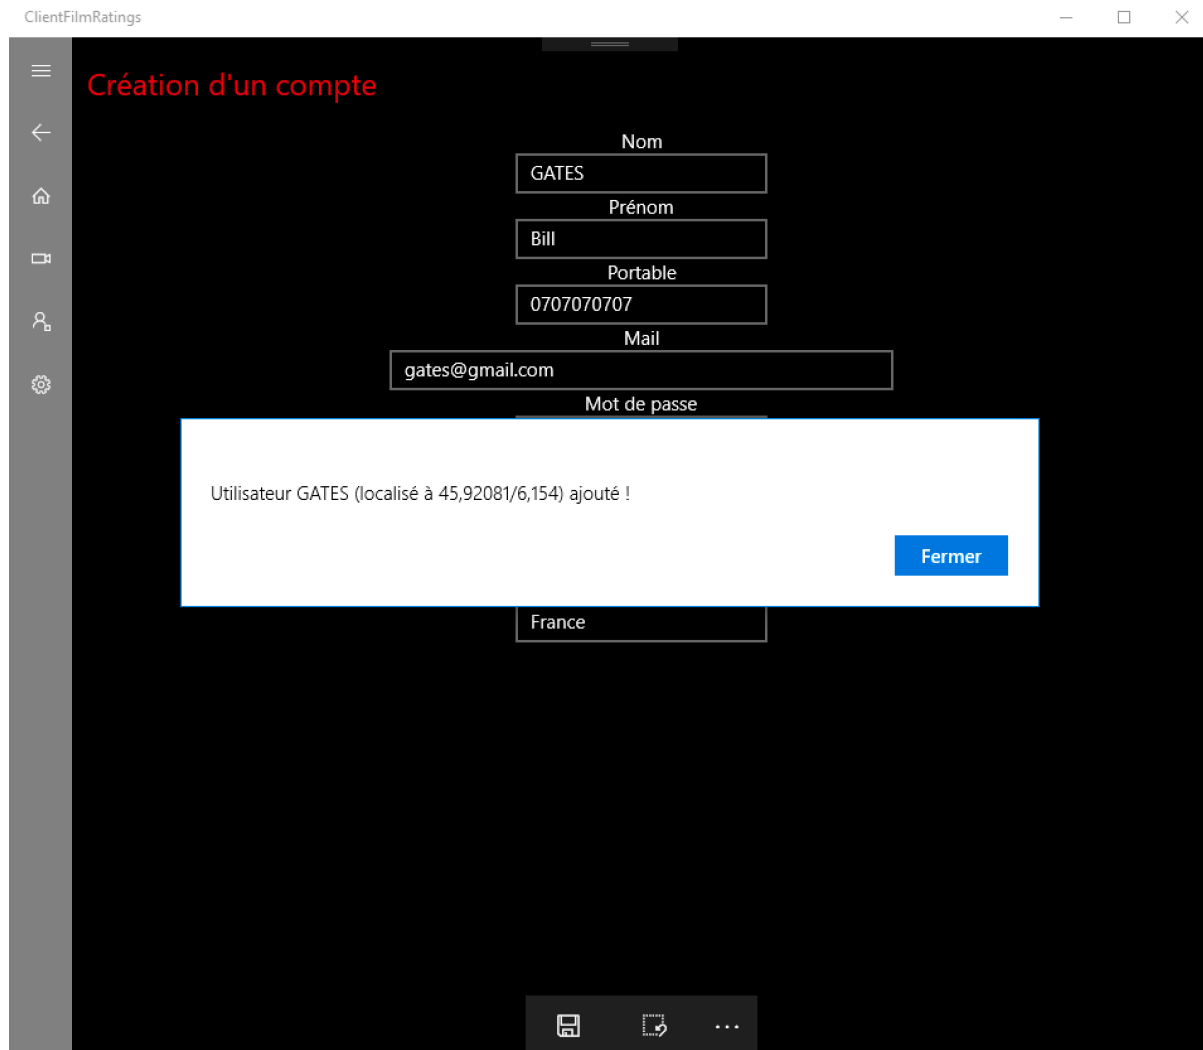 ClientFilmRatings
Création d'un compte
Nom
GATES
Prénom
Bill
Portable
0707070707
Mail
gates@gmail.com
Mot de passe
Utilisateur GATES (localisé à 45,92081/6,154) ajouté !
Fermer
France